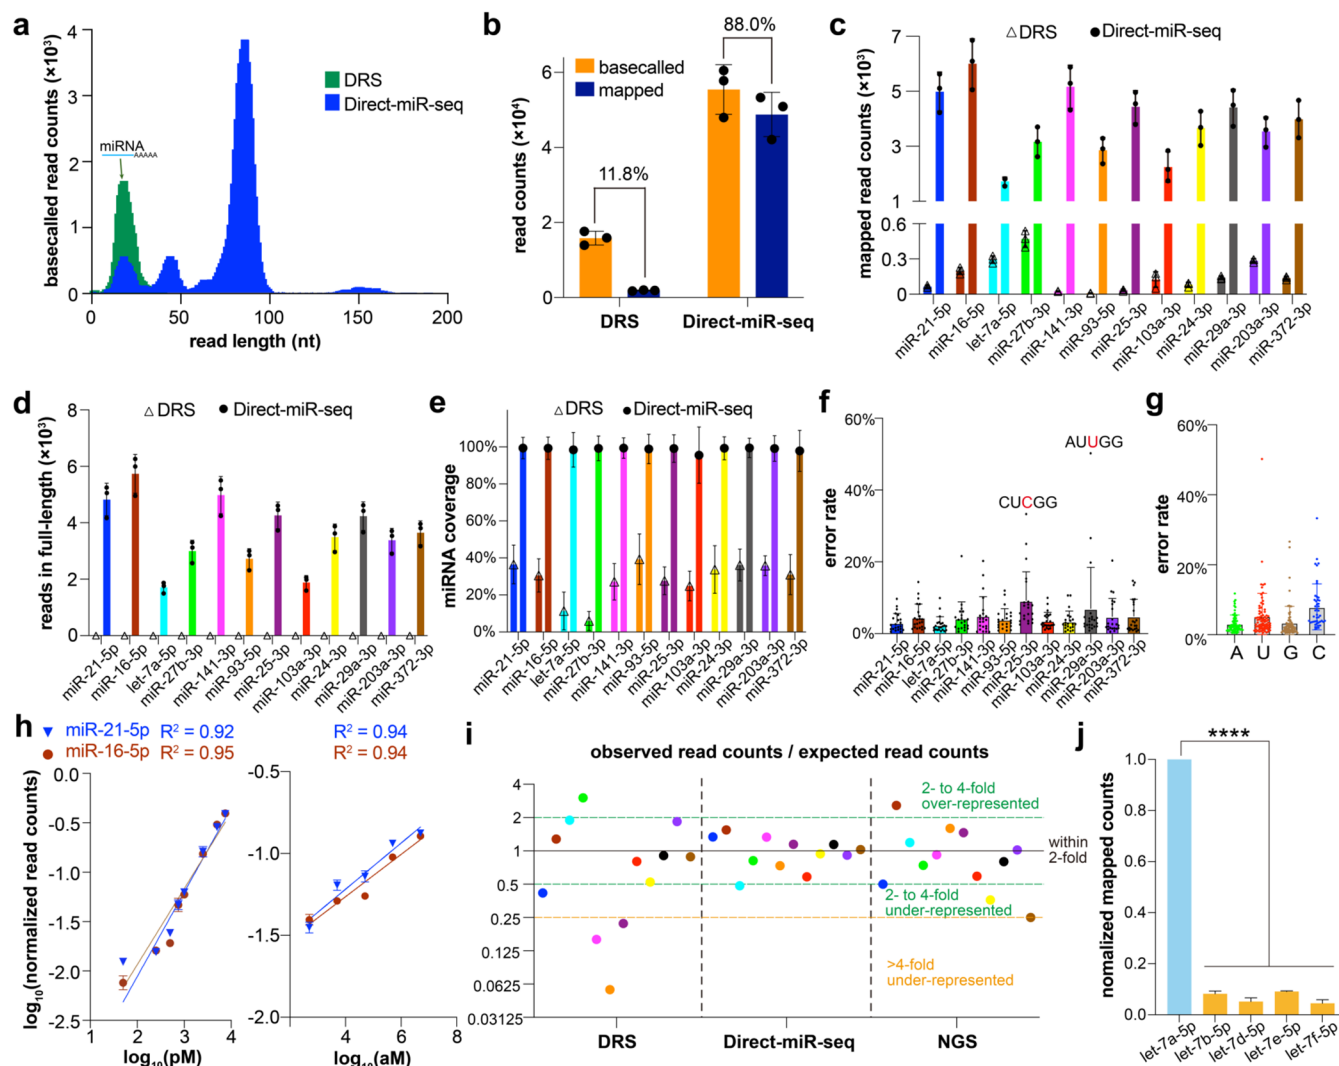 a
basecalled read counts (×10³)
4
3
2
1
0
DRS
Direct-miR-seq
miRNA
AAAAA
0
50
100
150
200
read length (nt)
b
read counts (×10⁴)
6
4
2
0
basecalled
mapped
11.8%
88.0%
DRS
Direct-miR-seq
c
DRS
Direct-miR-seq
mapped read counts (×10³)
7
5
3
1
0.6
0.3
0
miR-21-5p
miR-16-5p
let-7a-5p
miR-27b-3p
miR-141-3p
miR-93-5p
miR-25-3p
miR-103a-3p
miR-24-3p
miR-29a-3p
miR-203a-3p
miR-372-3p
d
DRS
Direct-miR-seq
reads in full-length (×10³)
8
6
4
2
0
miR-21-5p
miR-16-5p
let-7a-5p
miR-27b-3p
miR-141-3p
miR-93-5p
miR-25-3p
miR-103a-3p
miR-24-3p
miR-29a-3p
miR-203a-3p
miR-372-3p
e
DRS
Direct-miR-seq
miRNA coverage
100%
80%
60%
40%
20%
0%
miR-21-5p
miR-16-5p
let-7a-5p
miR-27b-3p
miR-141-3p
miR-93-5p
miR-25-3p
miR-103a-3p
miR-24-3p
miR-29a-3p
miR-203a-3p
miR-372-3p
f
error rate
60%
40%
20%
0%
AUUGG
CUCGG
miR-21-5p
miR-16-5p
let-7a-5p
miR-27b-3p
miR-141-3p
miR-93-5p
miR-25-3p
miR-103a-3p
miR-24-3p
miR-29a-3p
miR-203a-3p
miR-372-3p
g
error rate
60%
40%
20%
0%
A
U
G
C
h
miR-21-5p R² = 0.92 R² = 0.94
miR-16-5p R² = 0.95 R² = 0.94
log₁₀(normalized read counts)
0.0
-0.5
-1.0
-1.5
-2.0
-2.5
1
2
3
4
log₁₀(pM)
-0.5
-1.0
-1.5
-2.0
4
6
8
log₁₀(aM)
i
observed read counts / expected read counts
4
2
1
0.5
0.25
0.125
0.0625
0.03125
2- to 4-fold
over-represented
within
2-fold
2- to 4-fold
under-represented
>4-fold
under-represented
DRS
Direct-miR-seq
NGS
j
nomalized mapped counts
1.0
0.8
0.6
0.4
0.2
0.0
****
let-7a-5p
let-7b-5p
let-7d-5p
let-7e-5p
let-7f-5p